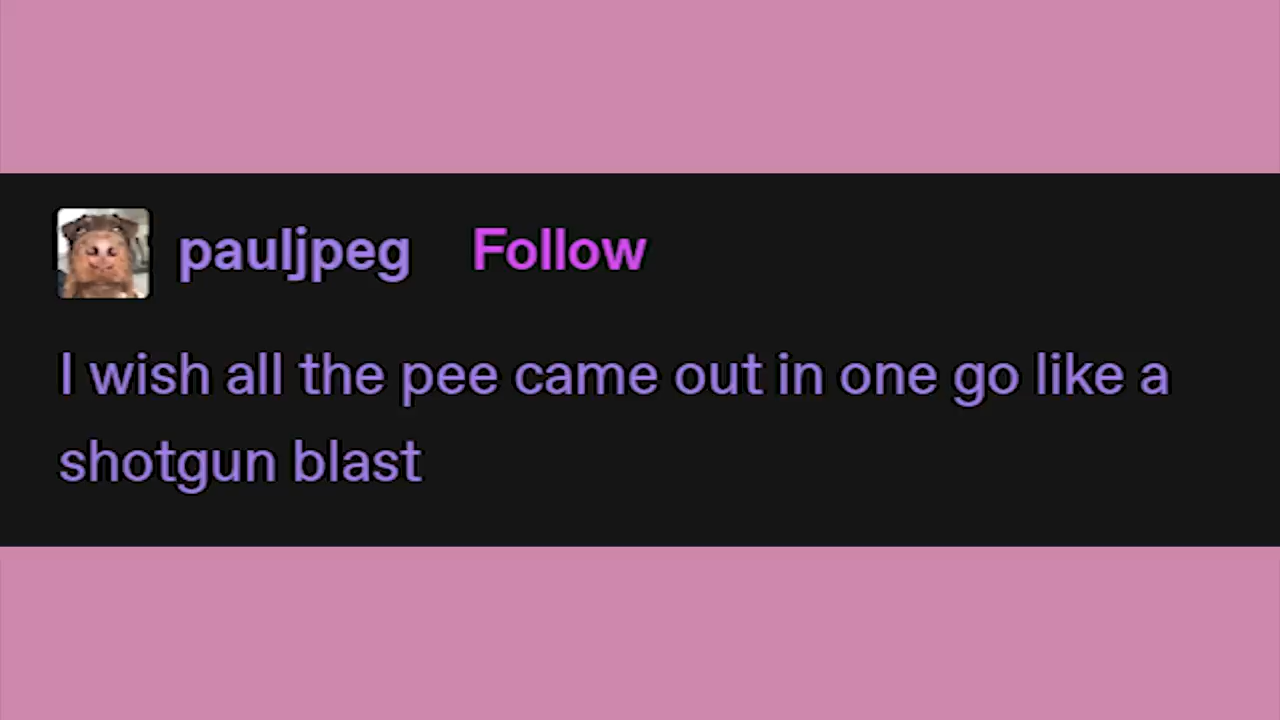 pauljpeg Follow
I wish all the pee came out in one go like a
shotgun blast